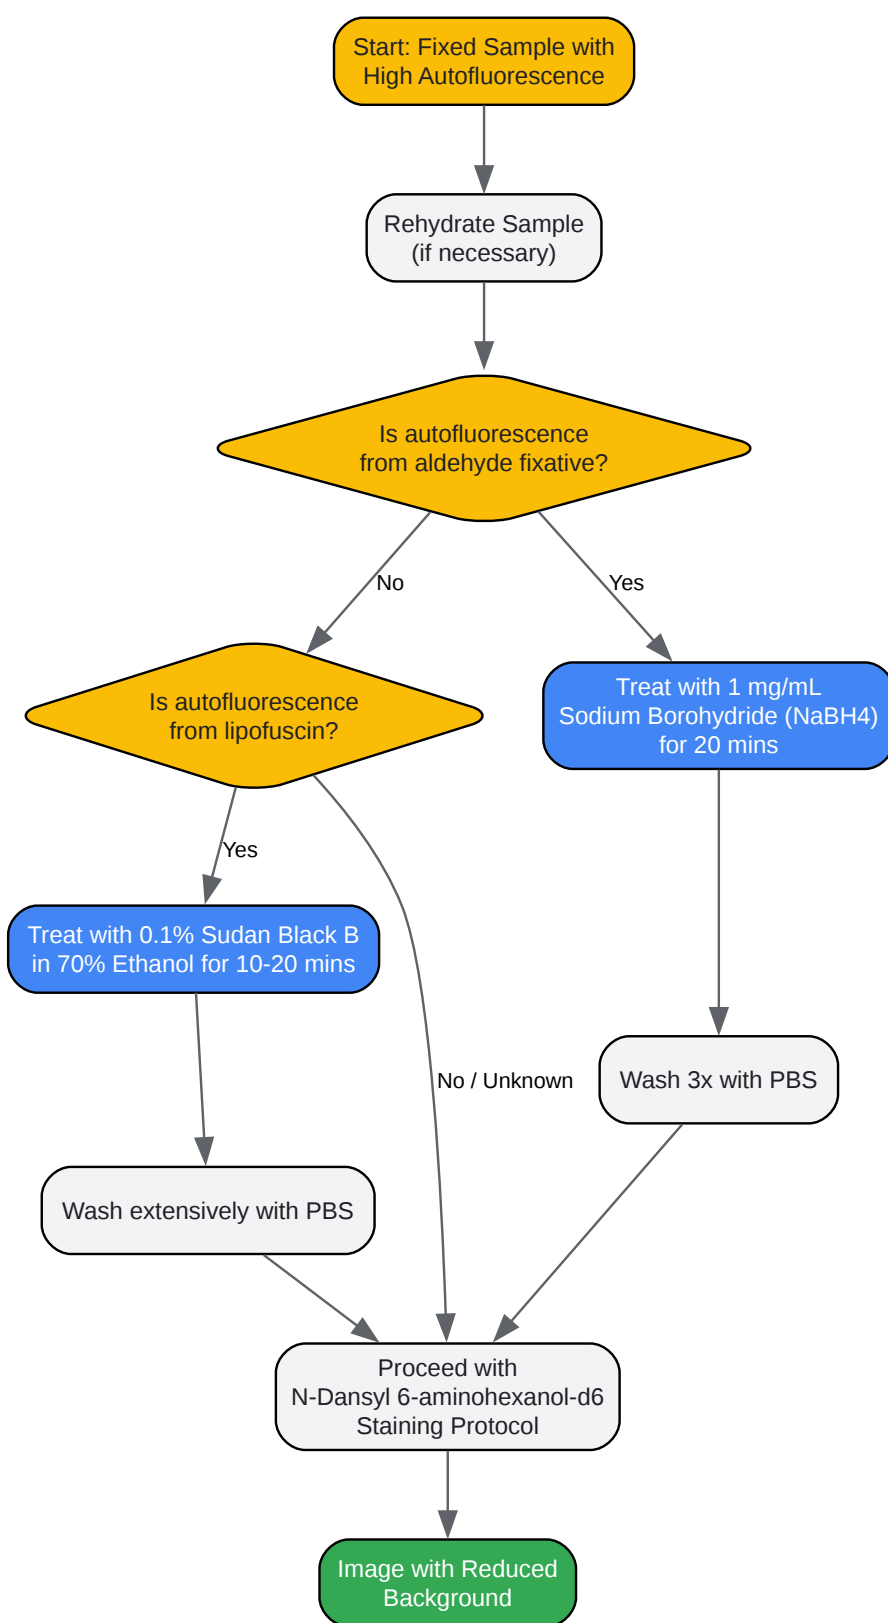 Start: Fixed Sample with
High Autofluorescence
Rehydrate Sample
(if necessary)
Is autofluorescence
from aldehyde fixative?
No
Yes
Is autofluorescence
from lipofuscin?
Treat with 1 mg/mL
Sodium Borohydride (NaBH4)
for 20 mins
Yes
Treat with 0.1% Sudan Black B
in 70% Ethanol for 10-20 mins
No / Unknown
Wash 3x with PBS
Wash extensively with PBS
Proceed with
N-Dansyl 6-aminohexanol-d6
Staining Protocol
Image with Reduced
Background